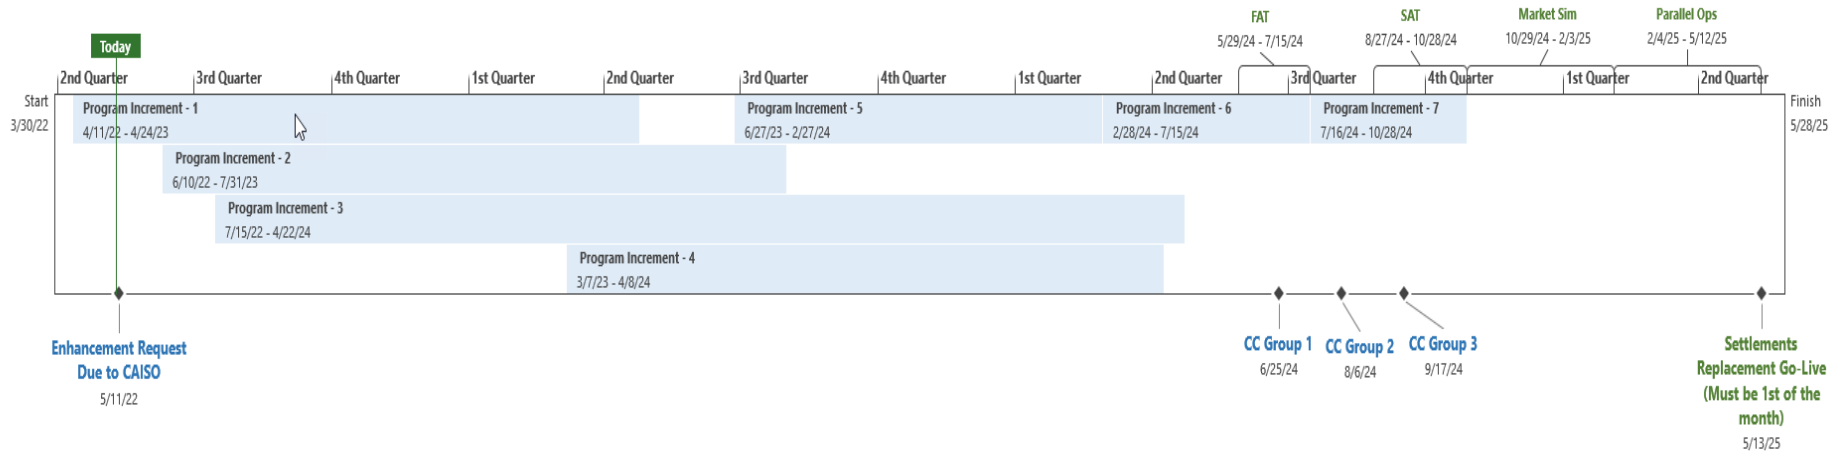 FAT
5/29/24 - 7/15/24
SAT
8/27/24 - 10/28/24
Market Sim
10/29/24 - 2/3/25
Parallel Ops
2/4/25 - 5/12/25
Today
2nd Quarter
3rd Quarter
4th Quarter
1st Quarter
2nd Quarter
3rd Quarter
4th Quarter
1st Quarter
2nd Quarter
3rd Quarter
4th Quarter
1st Quarter
2nd Quarter
Start
3/30/22
Program Increment - 1
4/11/22 - 4/24/23
Program Increment - 5
6/27/23 - 2/27/24
Program Increment - 6
2/28/24 - 7/15/24
Program Increment - 7
7/16/24 - 10/28/24
Finish
5/28/25
Program Increment - 2
6/10/22 - 7/31/23
Program Increment - 3
7/15/22 - 4/22/24
Program Increment - 4
3/7/23 - 4/8/24
Enhancement Request
Due to CAISO
5/11/22
CC Group 1
6/25/24
CC Group 2
8/6/24
CC Group 3
9/17/24
Settlements
Replacement Go-Live
(Must be 1st of the
month)
5/13/25